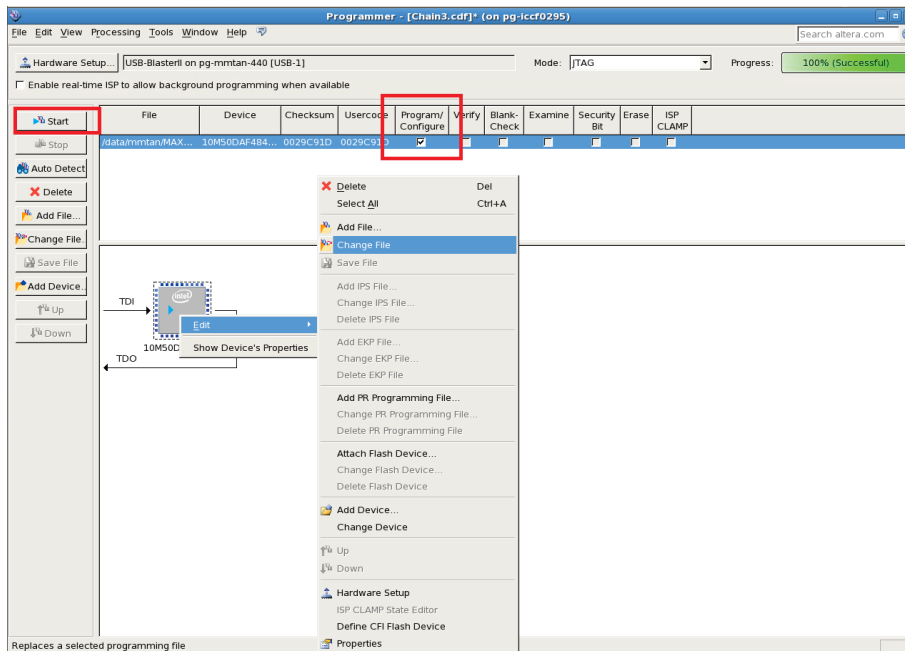 Programmer - [Chain3.cdf]* (on pg-iccf0295)
File Edit View Processing Tools Window Help
Search altera.com
Hardware Setup... USB-BlasterII on pg-mmtan-440 [USB-1] Mode: JTAG Progress: 100% (Successful)
Enable real-time ISP to allow background programming when available
Start
Stop
Auto Detect
Delete
Add File...
Change File.
Save File
Add Device.
Up
Down
File Device Checksum Usercode Program/ Configure Verify Blank- Check Examine Security Bit Erase ISP CLAMP
/data/mmtan/MAX... 10M50DAF484... 0029C91D 0029C91D
TDI
intel
10M50D
TDO
Edit
Show Device's Properties
Delete Del
Select All Ctrl+A
Add File...
Change File
Save File
Add IPS File...
Change IPS File...
Delete IPS File
Add EKP File...
Change EKP File...
Delete EKP File
Add PR Programming File...
Change PR Programming File...
Delete PR Programming File
Attach Flash Device...
Change Flash Device...
Delete Flash Device
Add Device...
Change Device
Up
Down
Hardware Setup
ISP CLAMP State Editor
Define CFI Flash Device
Properties
Replaces a selected programming file